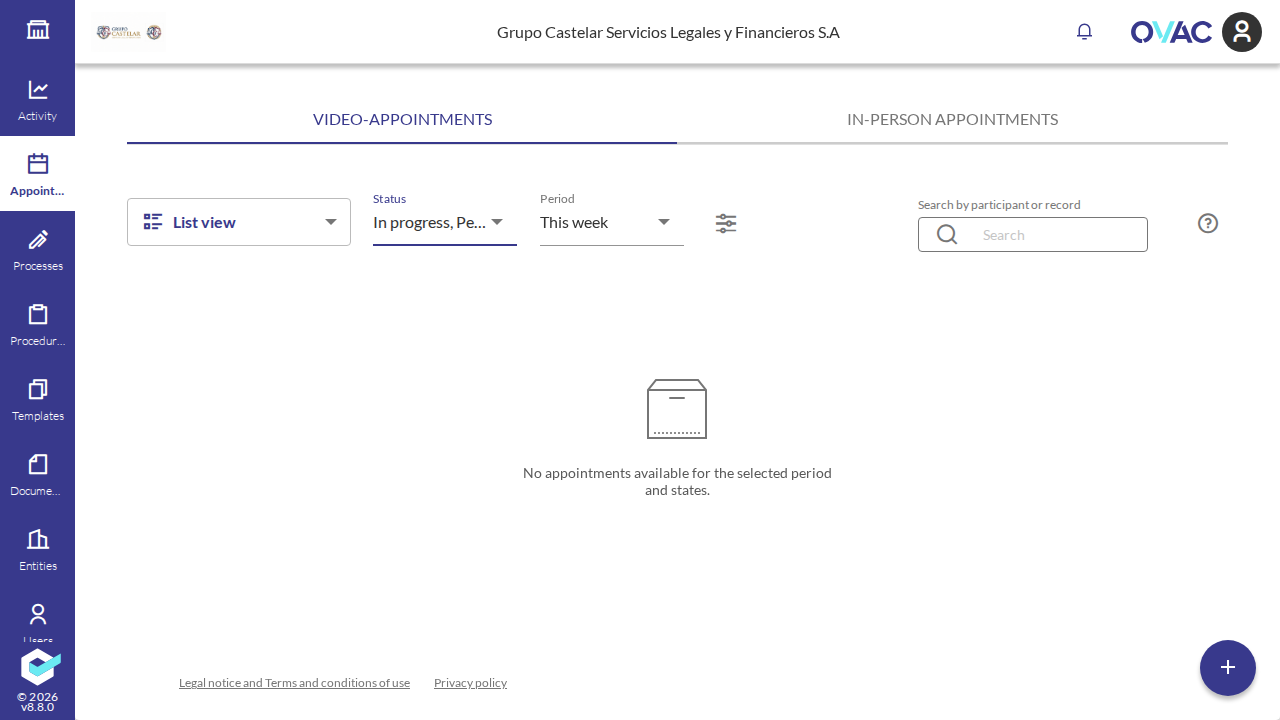 GRUPO
CASTELAR
Grupo Castelar Servicios Legales y Financieros S.A
OVAC
Activity
Appoint...
Processes
Procedur...
Templates
Docume...
Entities
Users
© 2026
v8.8.0
VIDEO-APPOINTMENTS
IN-PERSON APPOINTMENTS
List view
Status
In progress, Pe...
Period
This week
Search by participant or record
Search
No appointments available for the selected period
and states.
Legal notice and Terms and conditions of use
Privacy policy